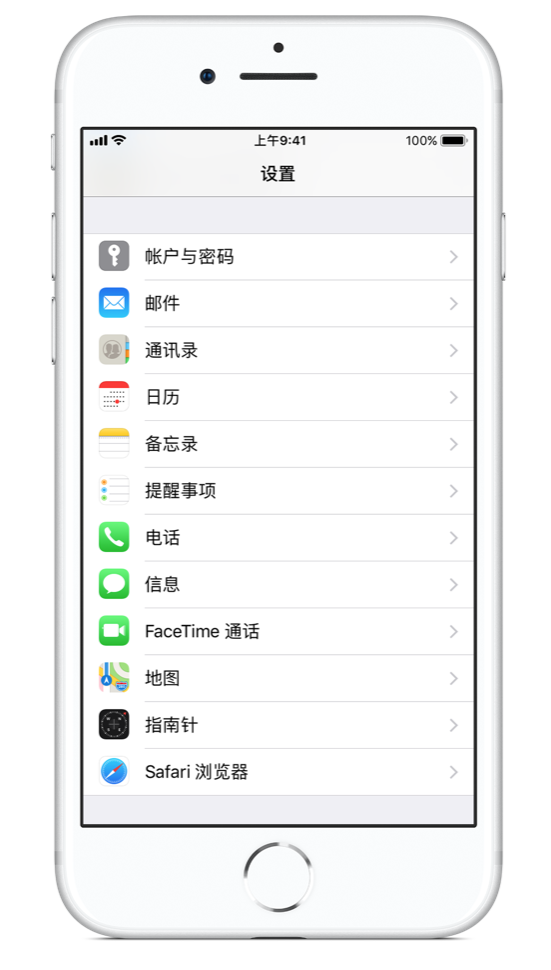 上午9:41
100%
设置
帐户与密码
邮件
通讯录
日历
备忘录
提醒事项
电话
信息
FaceTime 通话
地图
指南针
Safari 浏览器